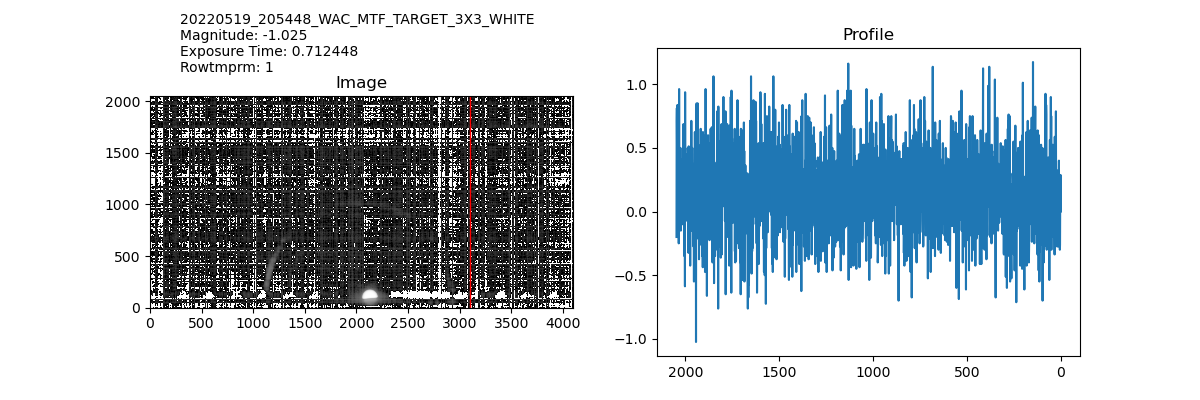 20220519_205448_WAC_MTF_TARGET_3X3_WHITE
Magnitude: -1.025
Exposure Time: 0.712448
Rowtmprm: 1
Image
2000
1500
1000
500
0
0 500 1000 1500 2000 2500 3000 3500 4000
Profile
1.0
0.5
0.0
−0.5
−1.0
2000 1500 1000 500 0